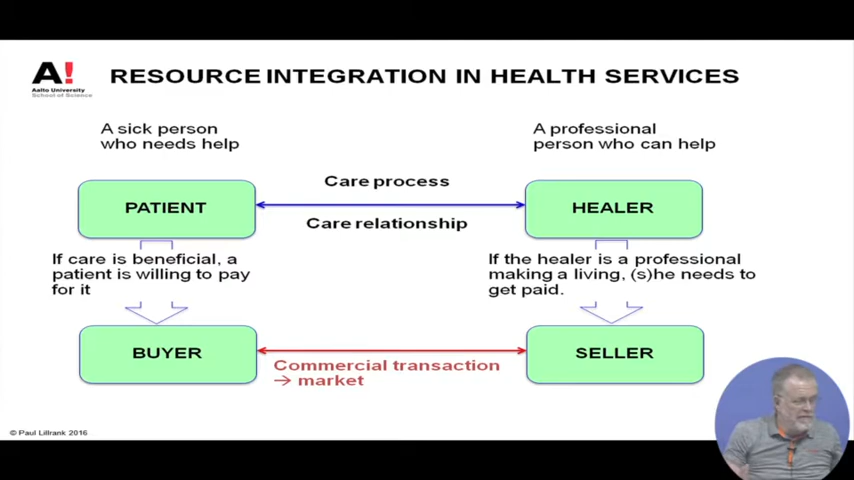 A!
Aalto University
School of Science
RESOURCE INTEGRATION IN HEALTH SERVICES
A sick person
who needs help
A professional
person who can help
PATIENT
Care process
Care relationship
HEALER
If care is beneficial, a
patient is willing to pay
for it
If the healer is a professional
making a living, (s)he needs to
get paid.
BUYER
Commercial transaction
→ market
SELLER
© Paul Lillrank 2016